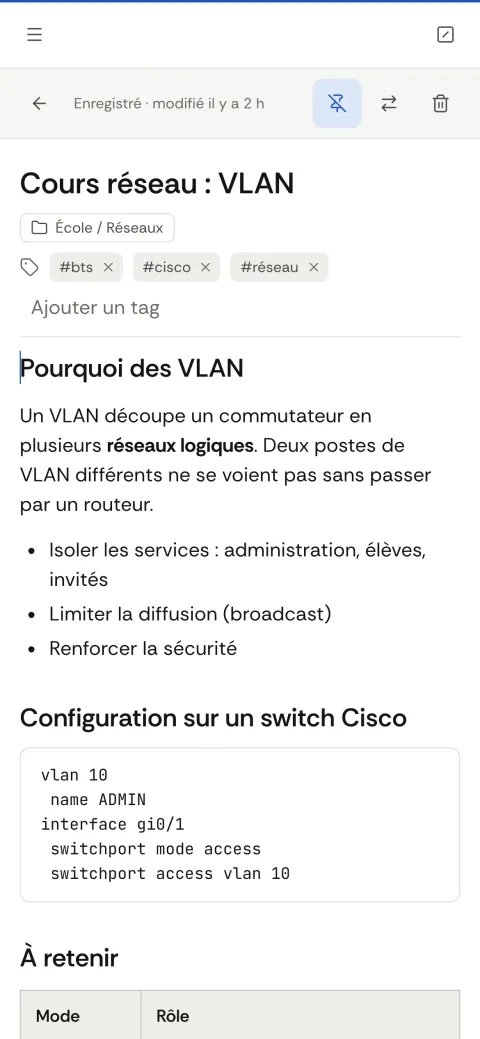 Enregistré · modifié il y a 2 h
Cours réseau : VLAN
École / Réseaux
#bts
#cisco
#réseau
Ajouter un tag
Pourquoi des VLAN
Un VLAN découpe un commutateur en
plusieurs réseaux logiques. Deux postes de
VLAN différents ne se voient pas sans passer
par un routeur.
• Isoler les services : administration, élèves,
invités
• Limiter la diffusion (broadcast)
• Renforcer la sécurité
Configuration sur un switch Cisco
vlan 10
 name ADMIN
interface gi0/1
 switchport mode access
 switchport access vlan 10
À retenir
Mode Rôle